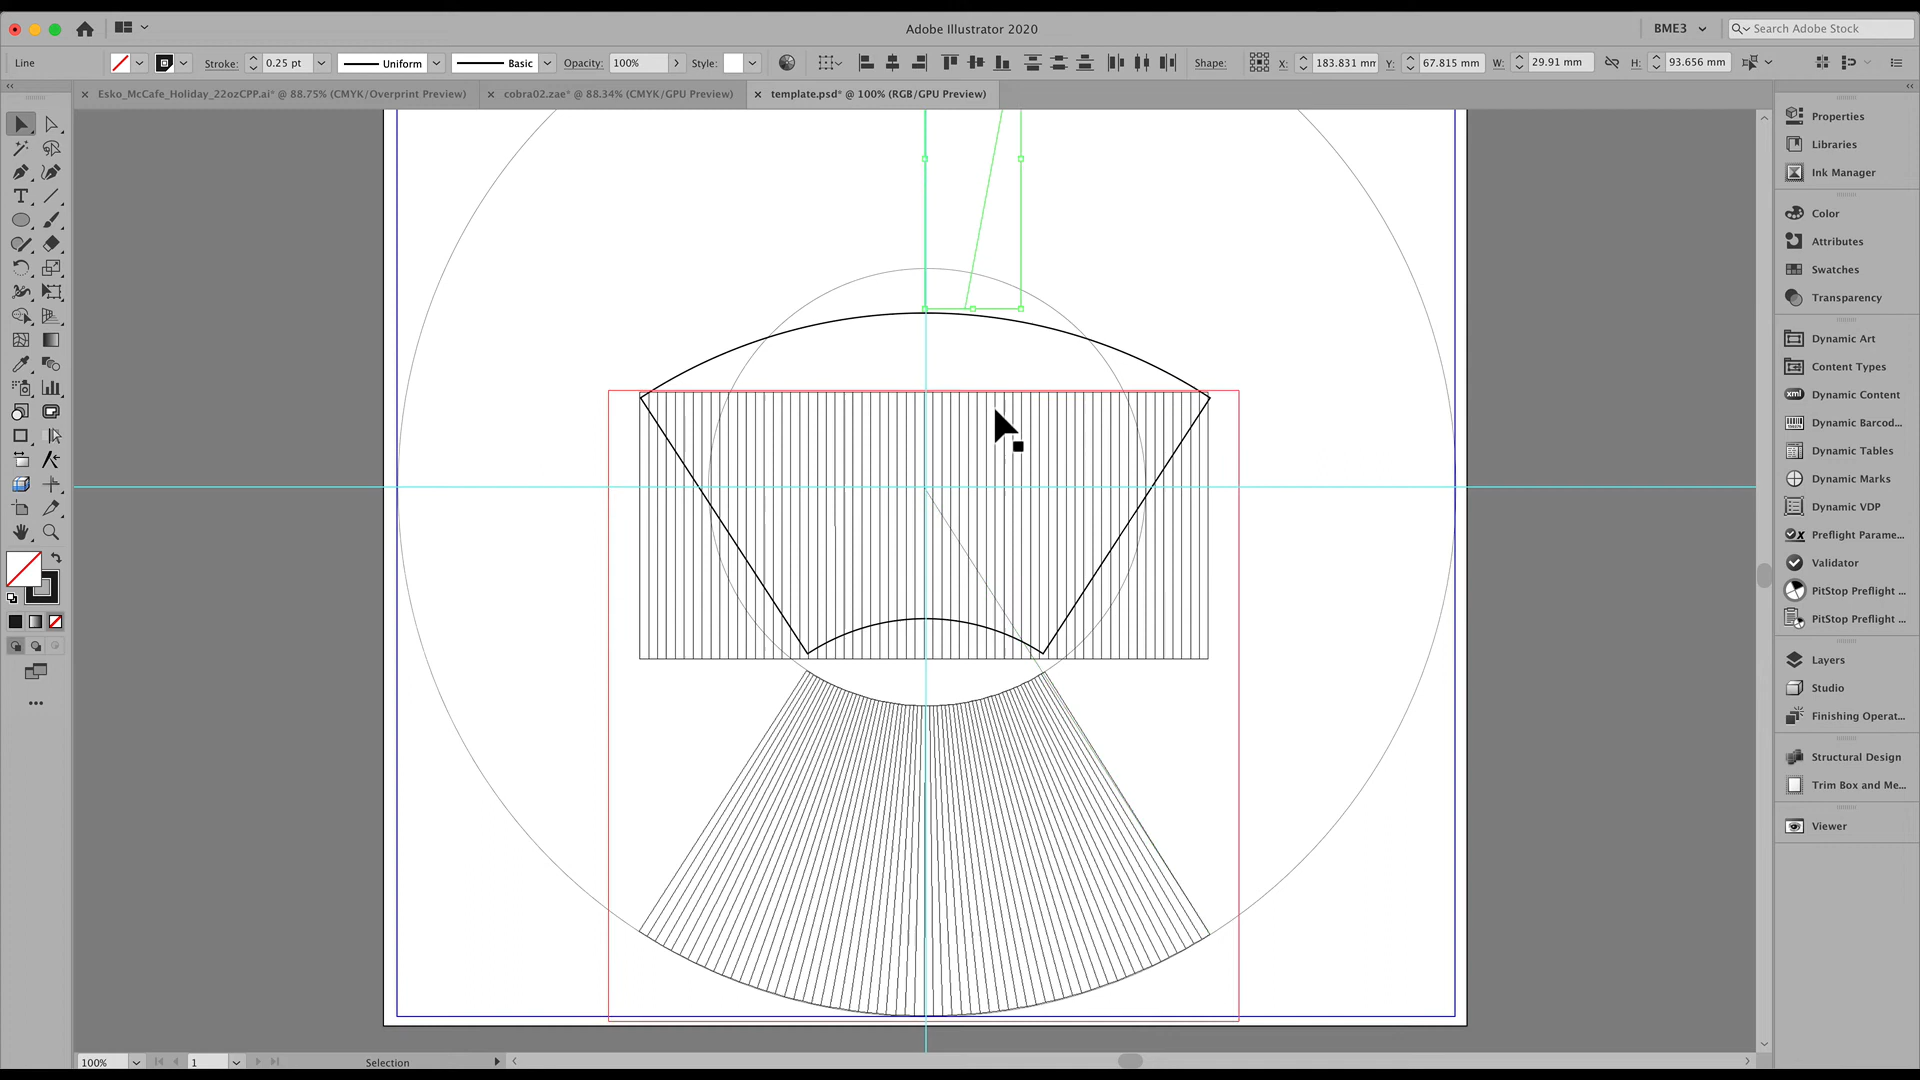 Adobe Illustrator 2020
BME3
Search Adobe Stock
Line
Stroke:
0.25 pt
Uniform
Basic
Opacity:
100%
Style:
Shape:
X:
183.831 mm
Y:
67.815 mm
W:
29.91 mm
H:
93.656 mm
Esko_McCafe_Holiday_22ozCPP.ai* @ 88.75% (CMYK/Overprint Preview)
cobra02.zae* @ 88.34% (CMYK/GPU Preview)
template.psd* @ 100% (RGB/GPU Preview)
Properties
Libraries
Ink Manager
Color
Attributes
Swatches
Transparency
Dynamic Art
Content Types
Dynamic Content
Dynamic Barcod...
Dynamic Tables
Dynamic Marks
Dynamic VDP
Preflight Parame...
Validator
PitStop Preflight ...
PitStop Preflight ...
Layers
Studio
Finishing Operat...
Structural Design
Trim Box and Me...
Viewer
100%
1
Selection